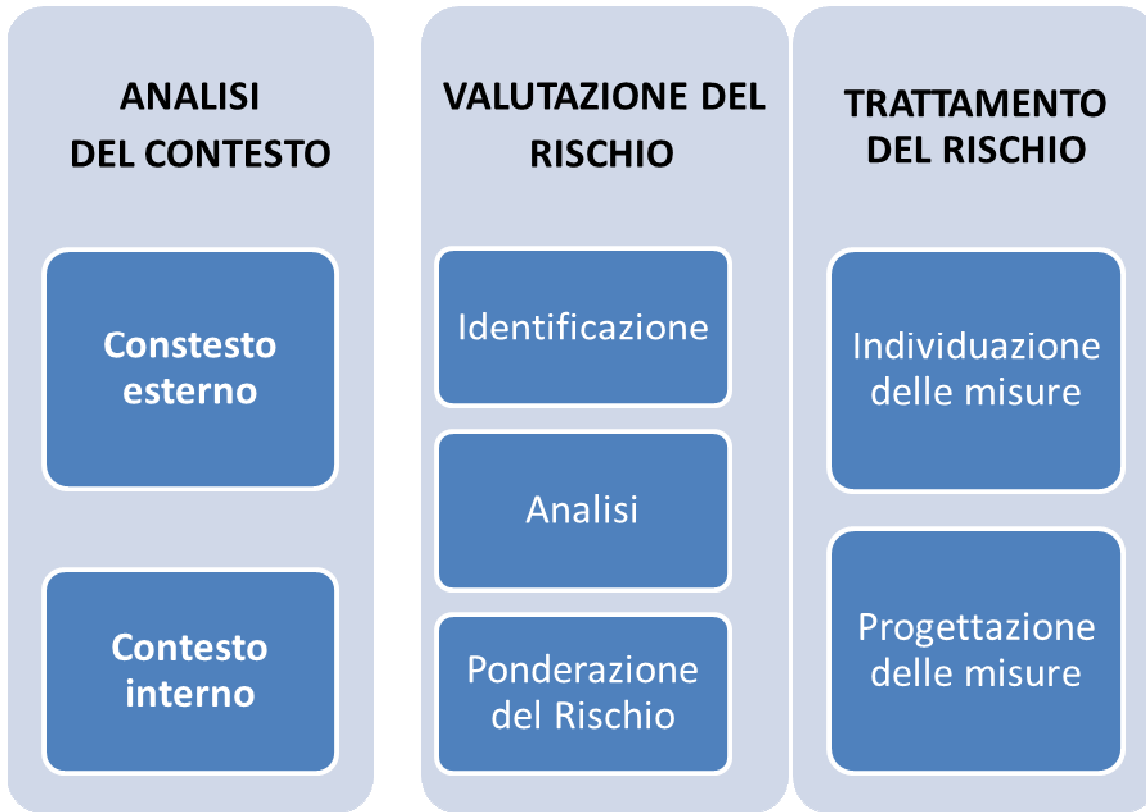 ANALISI
DEL CONTESTO
Constesto
esterno
Contesto
interno
VALUTAZIONE DEL
RISCHIO
Identificazione
Analisi
Ponderazione
del Rischio
TRATTAMENTO
DEL RISCHIO
Individuazione
delle misure
Progettazione
delle misure